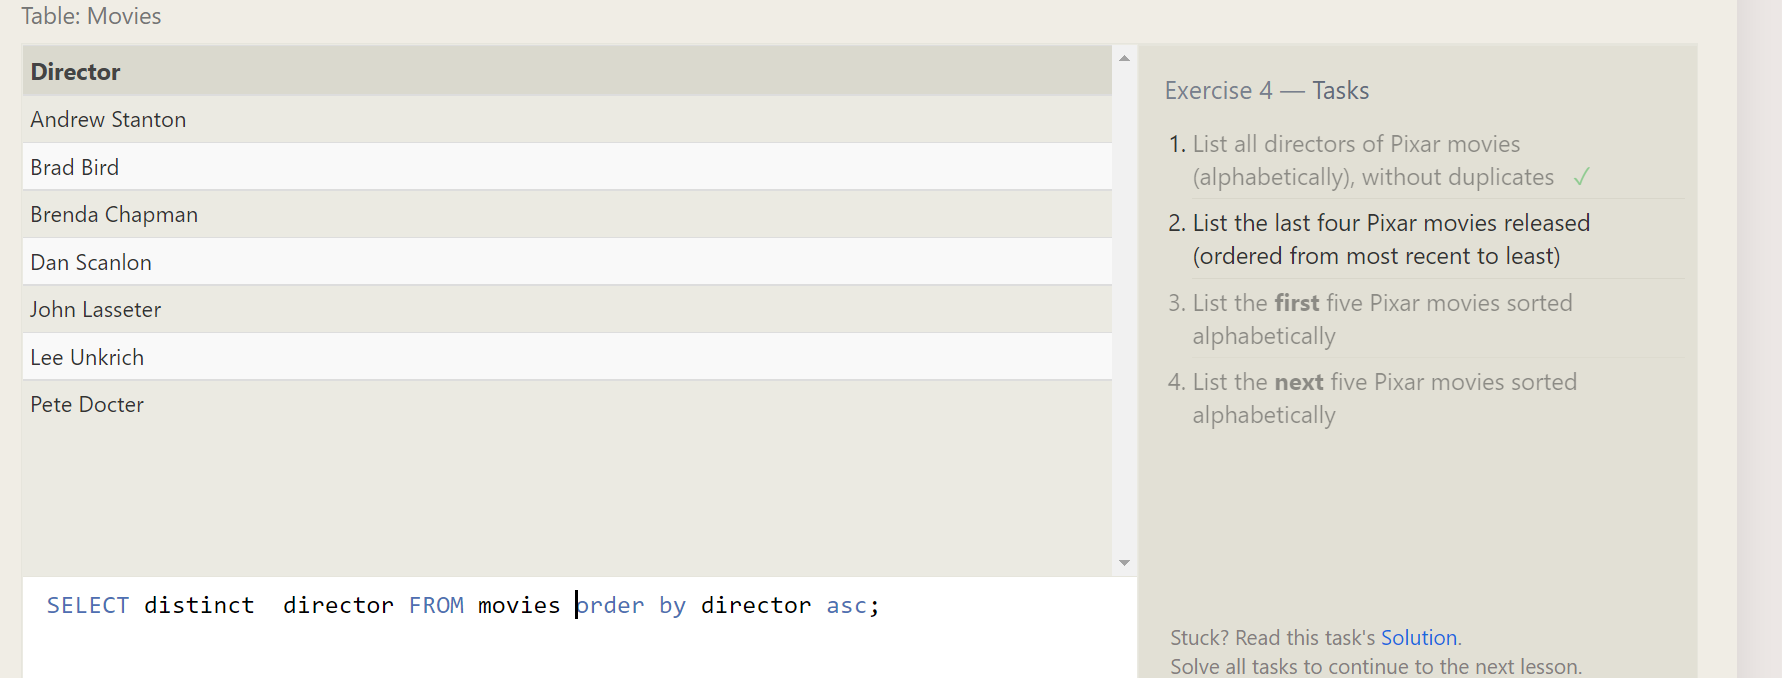 Table: Movies
Director
Andrew Stanton
Brad Bird
Brenda Chapman
Dan Scanlon
John Lasseter
Lee Unkrich
Pete Docter
SELECT distinct  director FROM movies order by director asc;
Exercise 4 — Tasks
1. List all directors of Pixar movies
(alphabetically), without duplicates ✓
2. List the last four Pixar movies released
(ordered from most recent to least)
3. List the first five Pixar movies sorted
alphabetically
4. List the next five Pixar movies sorted
alphabetically
Stuck? Read this task's Solution.
Solve all tasks to continue to the next lesson.